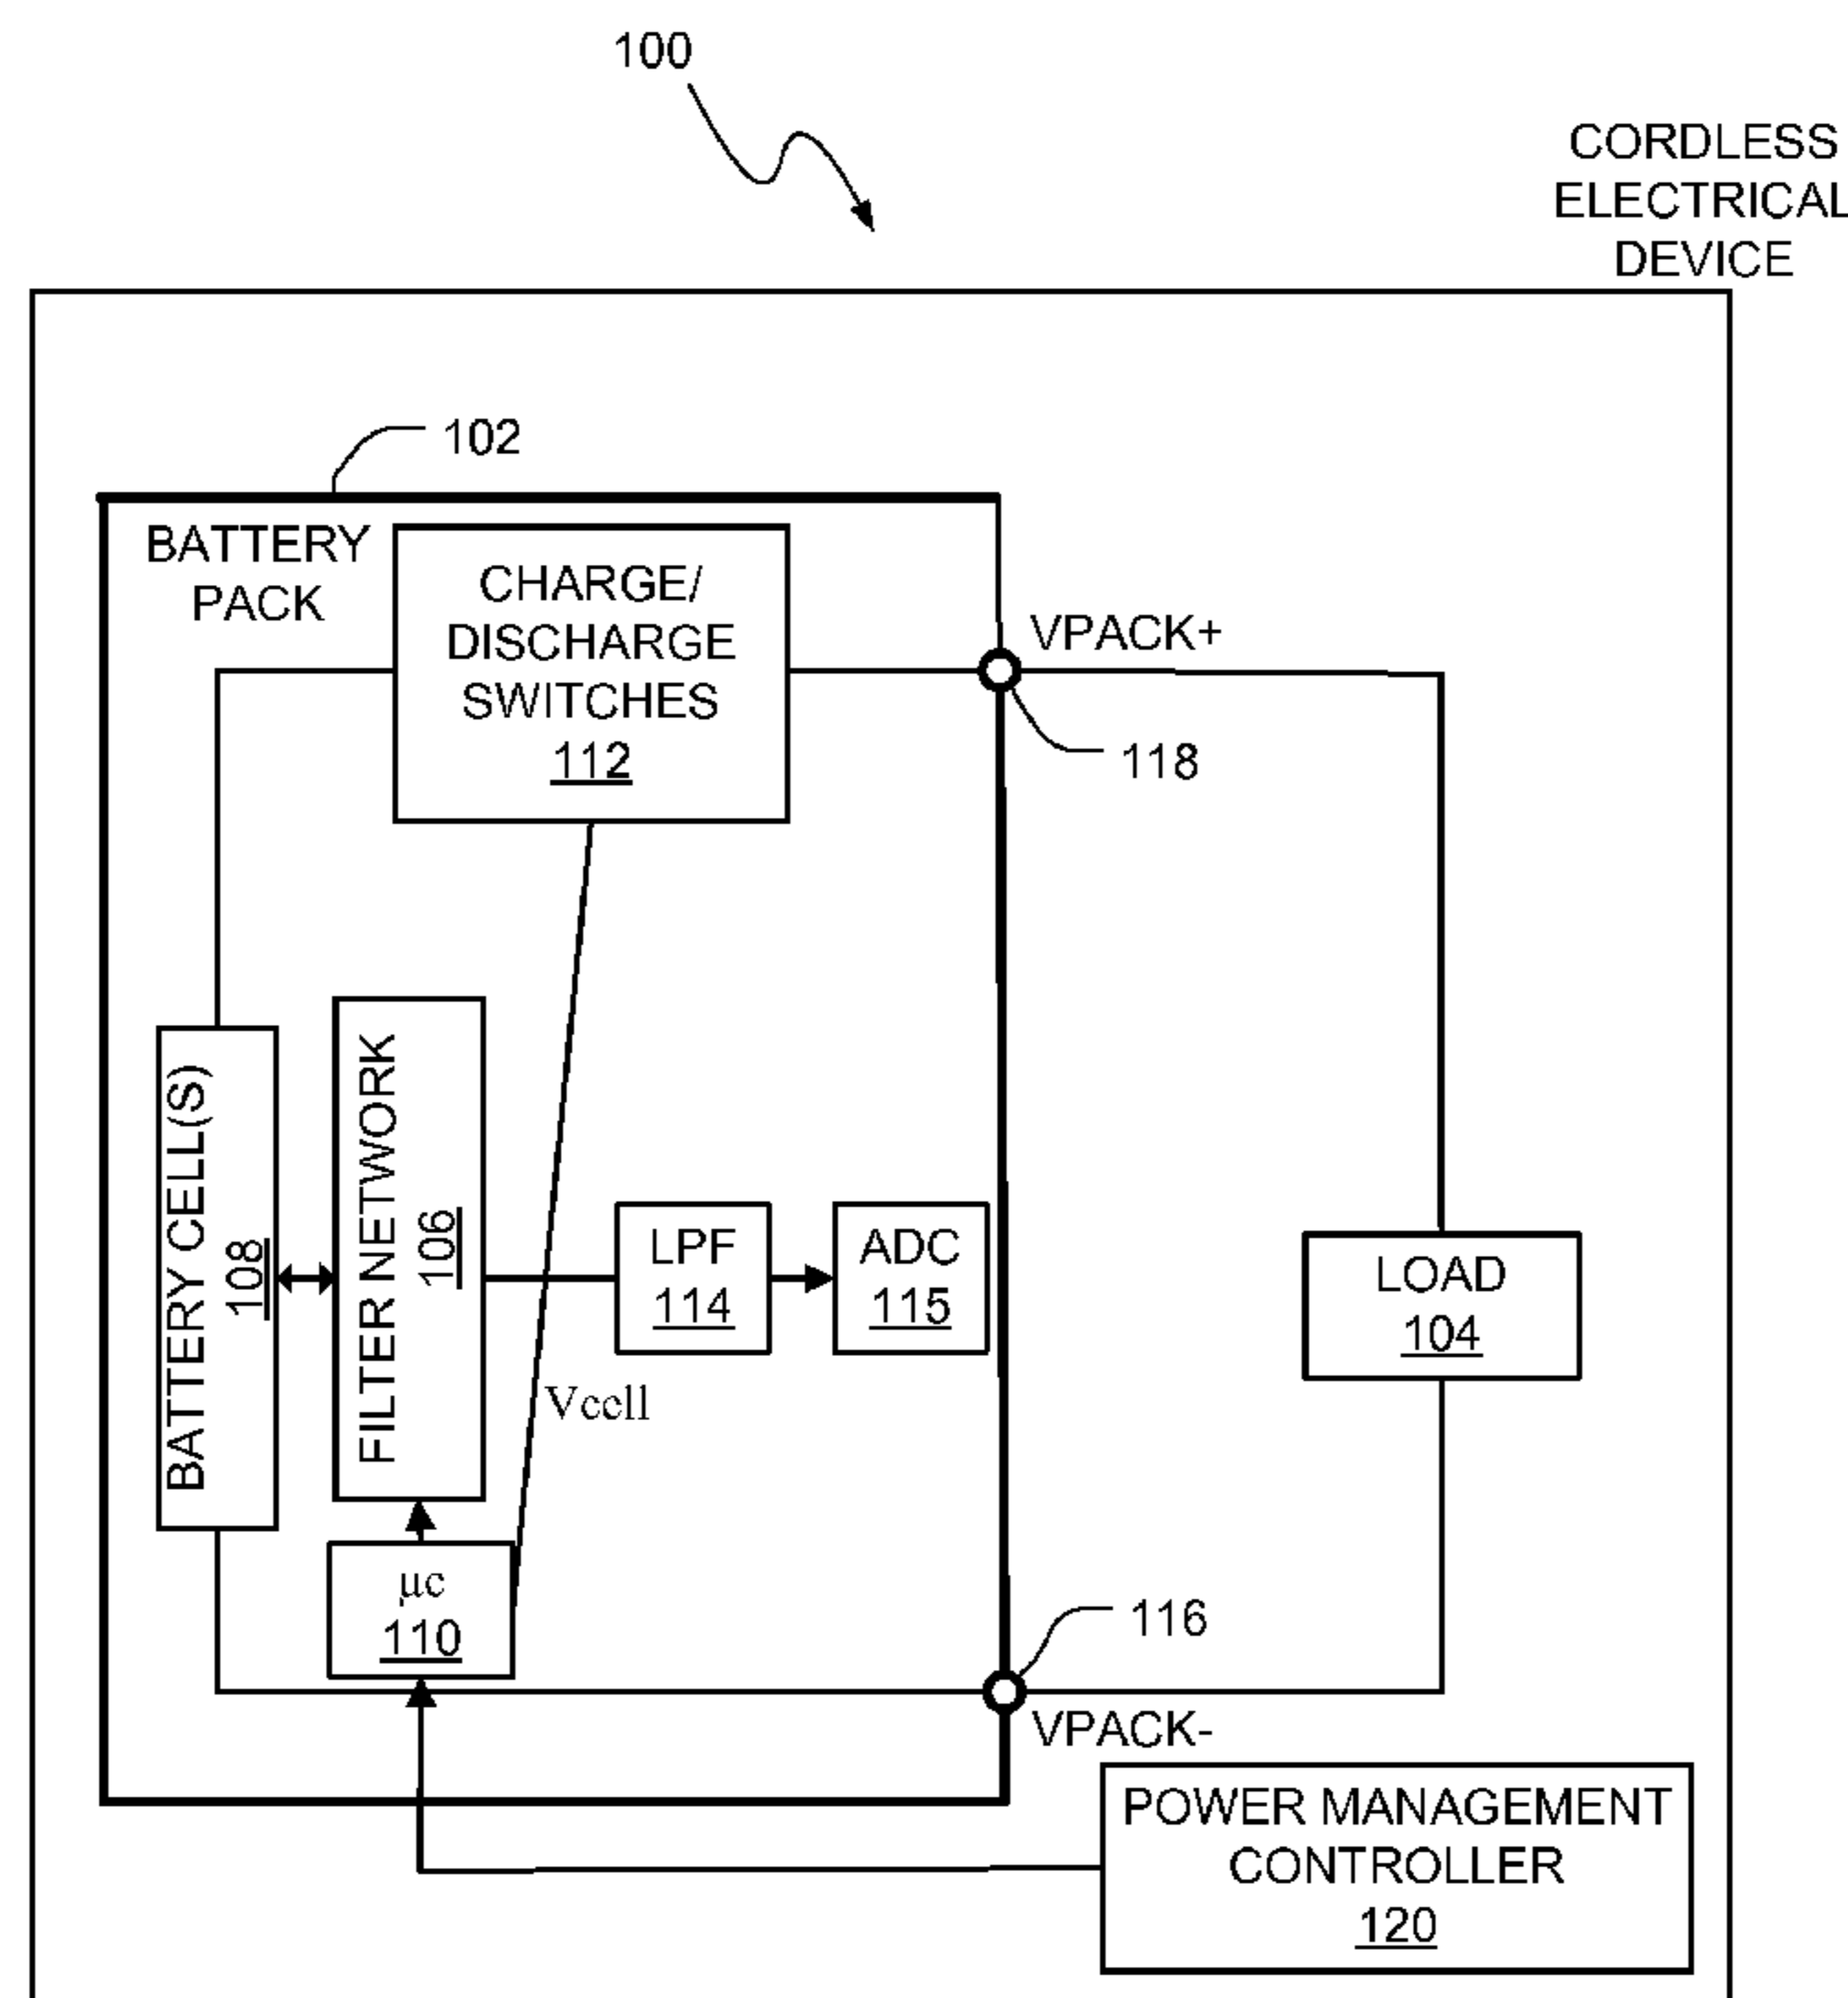 100
CORDLESS
ELECTRICAL
DEVICE
102
BATTERY
PACK
CHARGE/
DISCHARGE
SWITCHES
112
VPACK+
118
BATTERY CELL(S)
108
FILTER NETWORK
106
LPF
114
ADC
115
LOAD
104
Vcell
µc
110
116
VPACK-
POWER MANAGEMENT
CONTROLLER
120